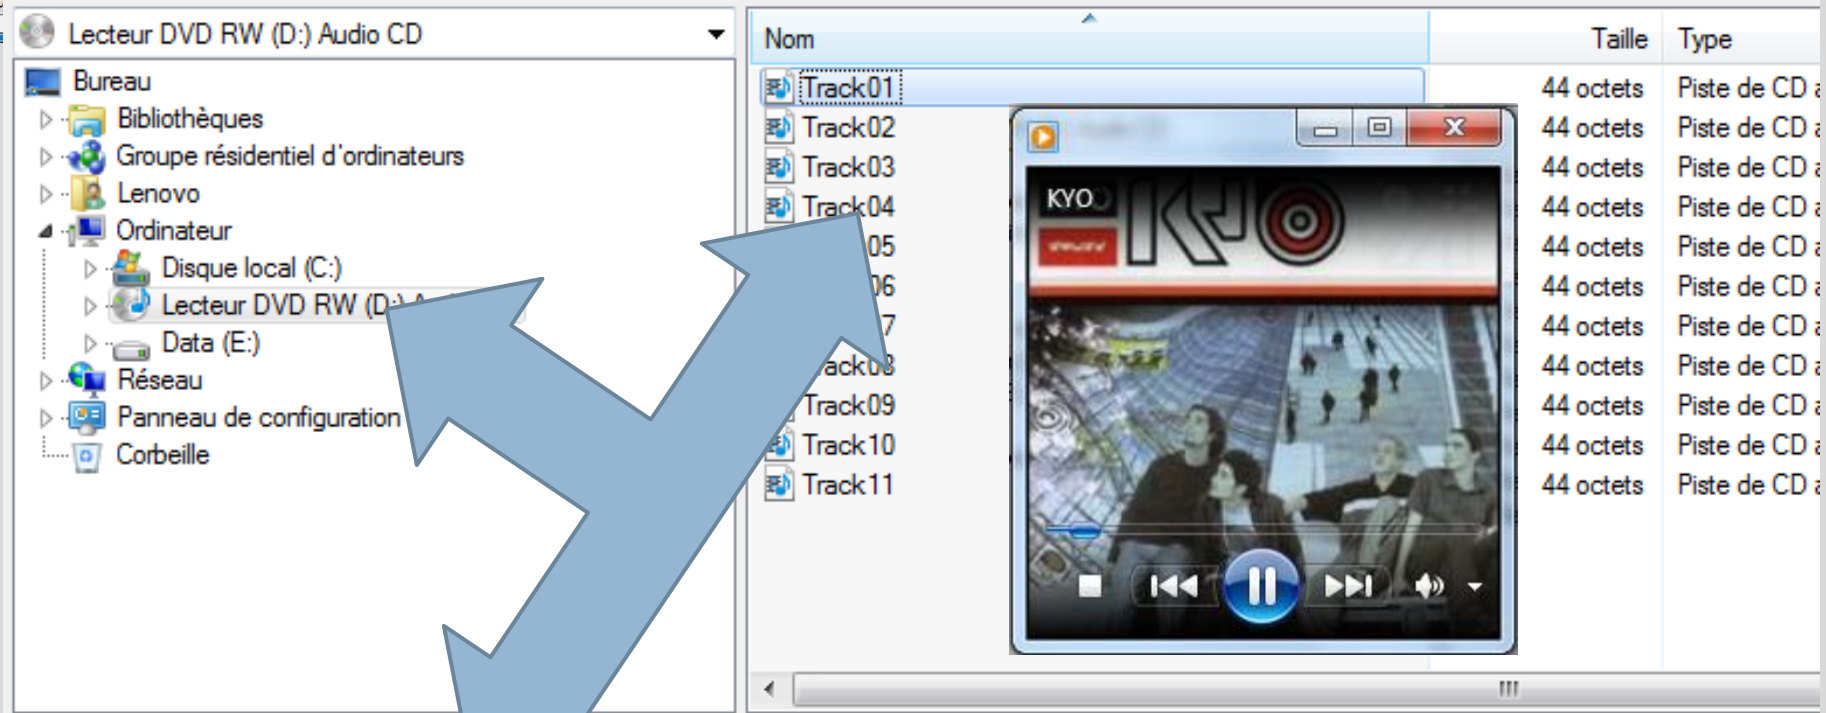 Lecteur DVD RW (D:) Audio CD
Bureau
Bibliothèques
Groupe résidentiel d'ordinateurs
Lenovo
Ordinateur
Disque local (C:)
Lecteur DVD RW (D:)
Data (E:)
Réseau
Panneau de configuration
Corbeille
Nom Taille Type
Track01 44 octets Piste de CD
Track02 44 octets Piste de CD
Track03 44 octets Piste de CD
Track04 44 octets Piste de CD
05 44 octets Piste de CD
06 44 octets Piste de CD
7 44 octets Piste de CD
ack08 44 octets Piste de CD
Track09 44 octets Piste de CD
Track10 44 octets Piste de CD
Track11 44 octets Piste de CD
KYO
KYO